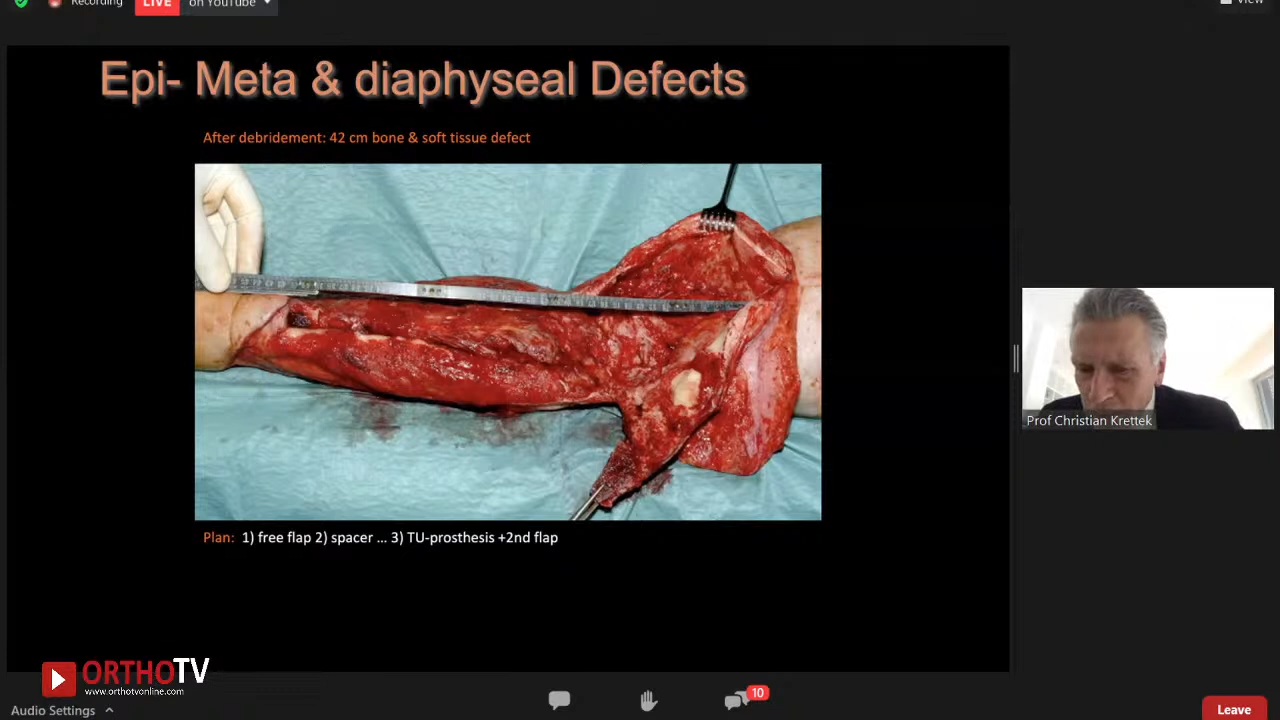 Recording
LIVE
on YouTube
View
Epi- Meta & diaphyseal Defects
After debridement: 42 cm bone & soft tissue defect
Prof Christian Krettek
Plan: 1) free flap 2) spacer ... 3) TU-prosthesis +2nd flap
ORTHOTV
www.orthotvonline.com
10
Audio Settings
Leave